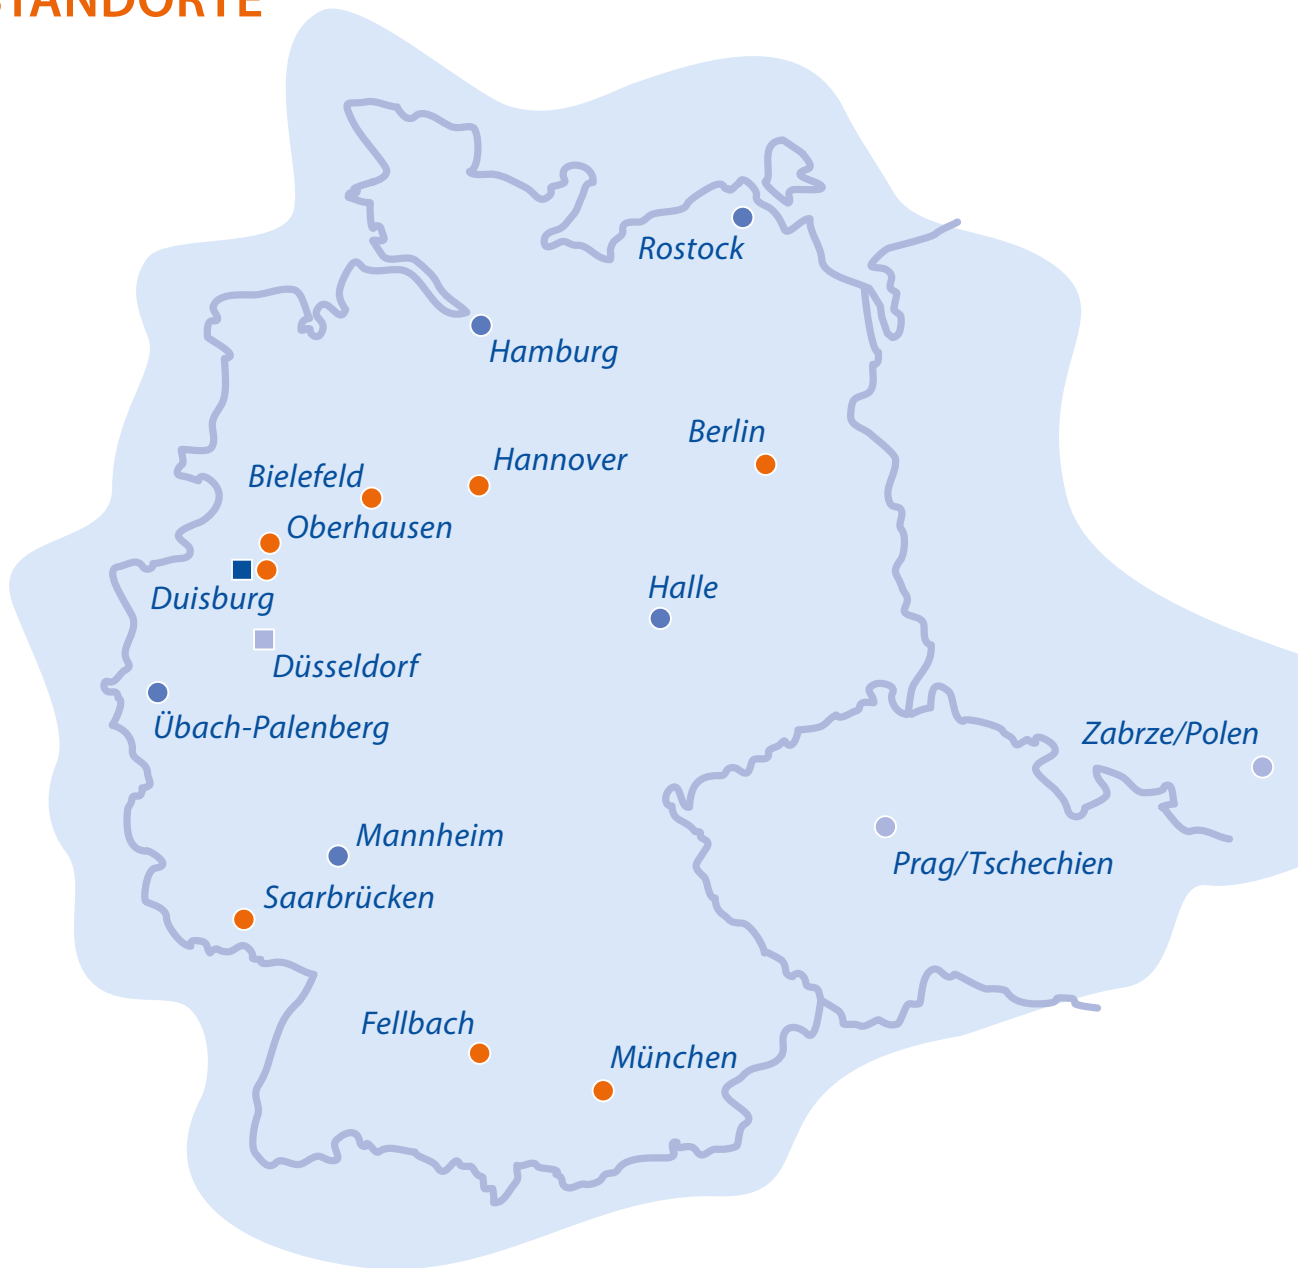 STANDORTE
Rostock
Hamburg
Berlin
Hannover
Bielefeld
Oberhausen
Halle
Duisburg
Düsseldorf
Übach-Palenberg
Zabrze/Polen
Mannheim
Prag/Tschechien
Saarbrücken
Fellbach
München